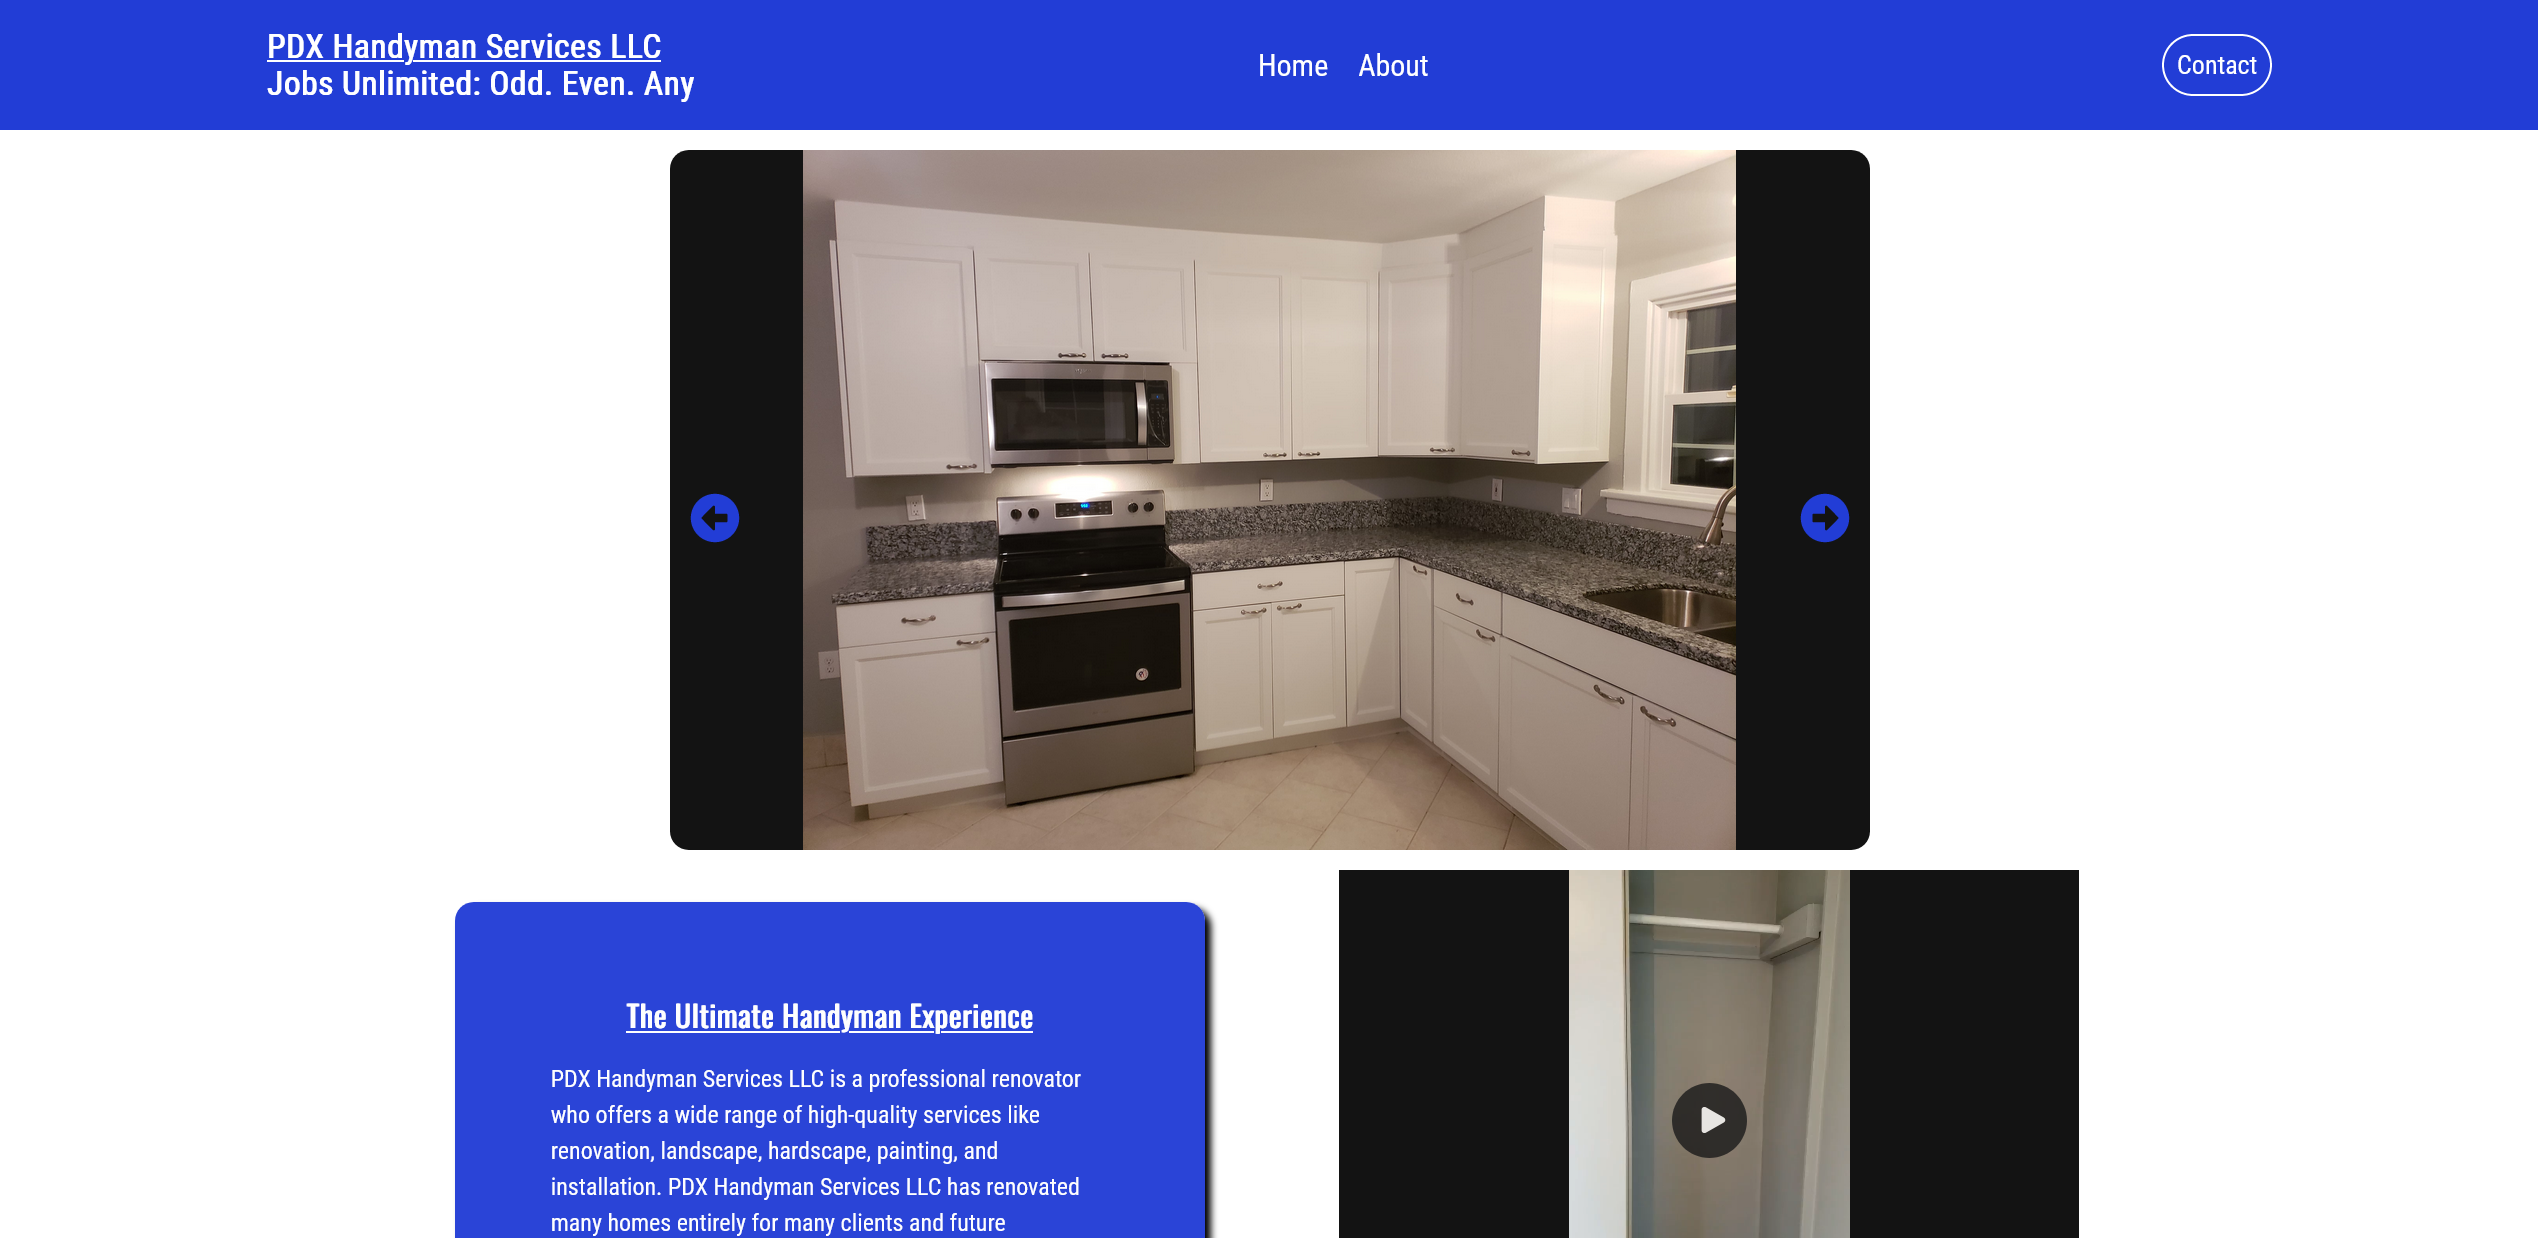 PDX Handyman Services LLC
Jobs Unlimited: Odd. Even. Any
Home
About
Contact
The Ultimate Handyman Experience
PDX Handyman Services LLC is a professional renovator
who offers a wide range of high-quality services like
renovation, landscape, hardscape, painting, and
installation. PDX Handyman Services LLC has renovated
many homes entirely for many clients and future